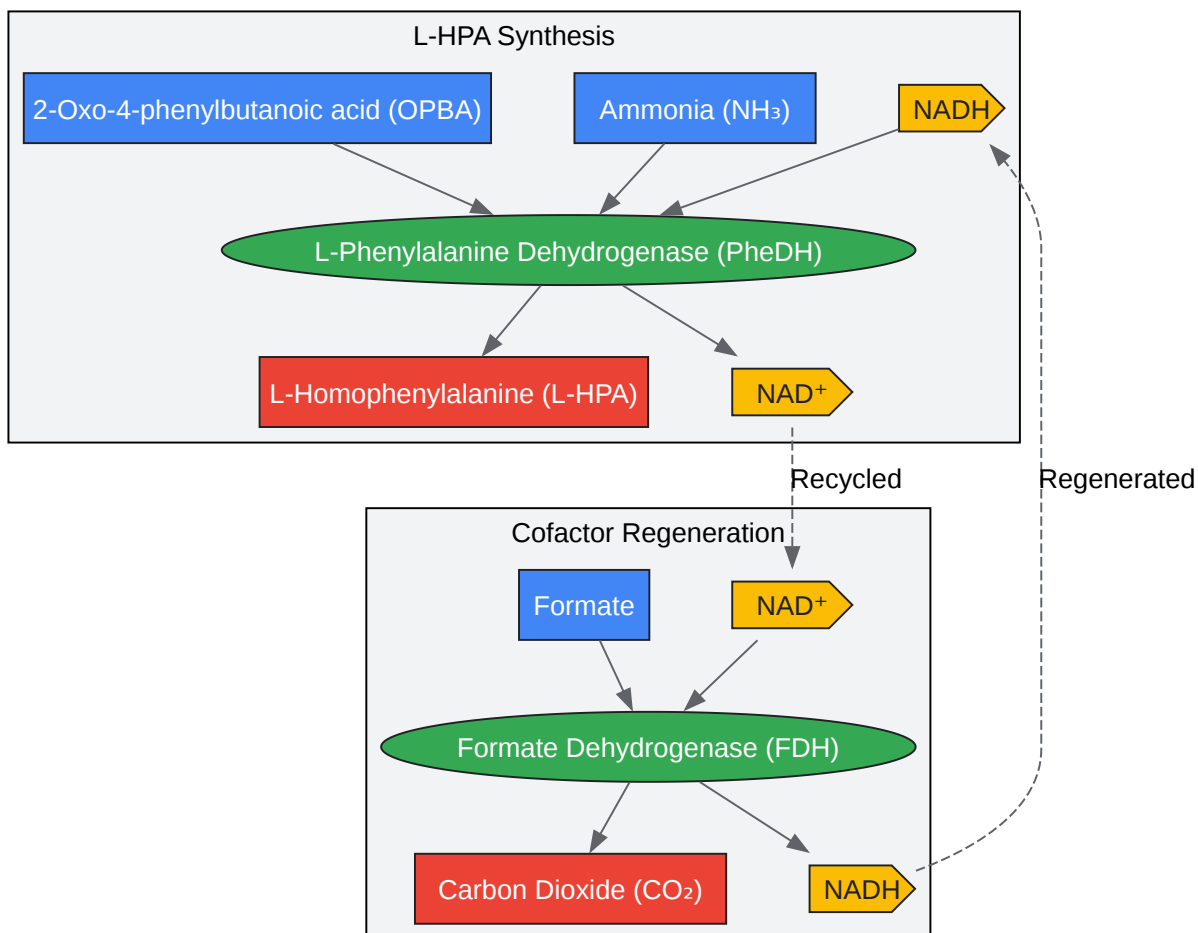 L-HPA Synthesis
2-Oxo-4-phenylbutanoic acid (OPBA)
Ammonia (NH₃)
NADH
L-Phenylalanine Dehydrogenase (PheDH)
L-Homophenylalanine (L-HPA)
NAD⁺
Recycled
Regenerated
Cofactor Regeneration
Formate
NAD⁺
Formate Dehydrogenase (FDH)
Carbon Dioxide (CO₂)
NADH